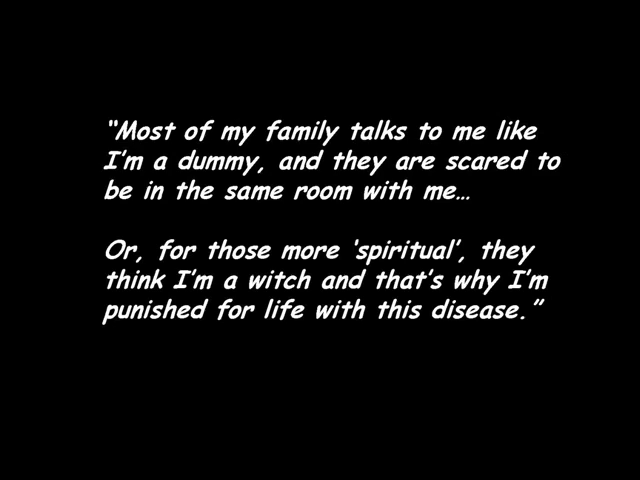 “Most of my family talks to me like
I’m a dummy, and they are scared to
be in the same room with me…
Or, for those more ‘spiritual’, they
think I’m a witch and that’s why I’m
punished for life with this disease.”